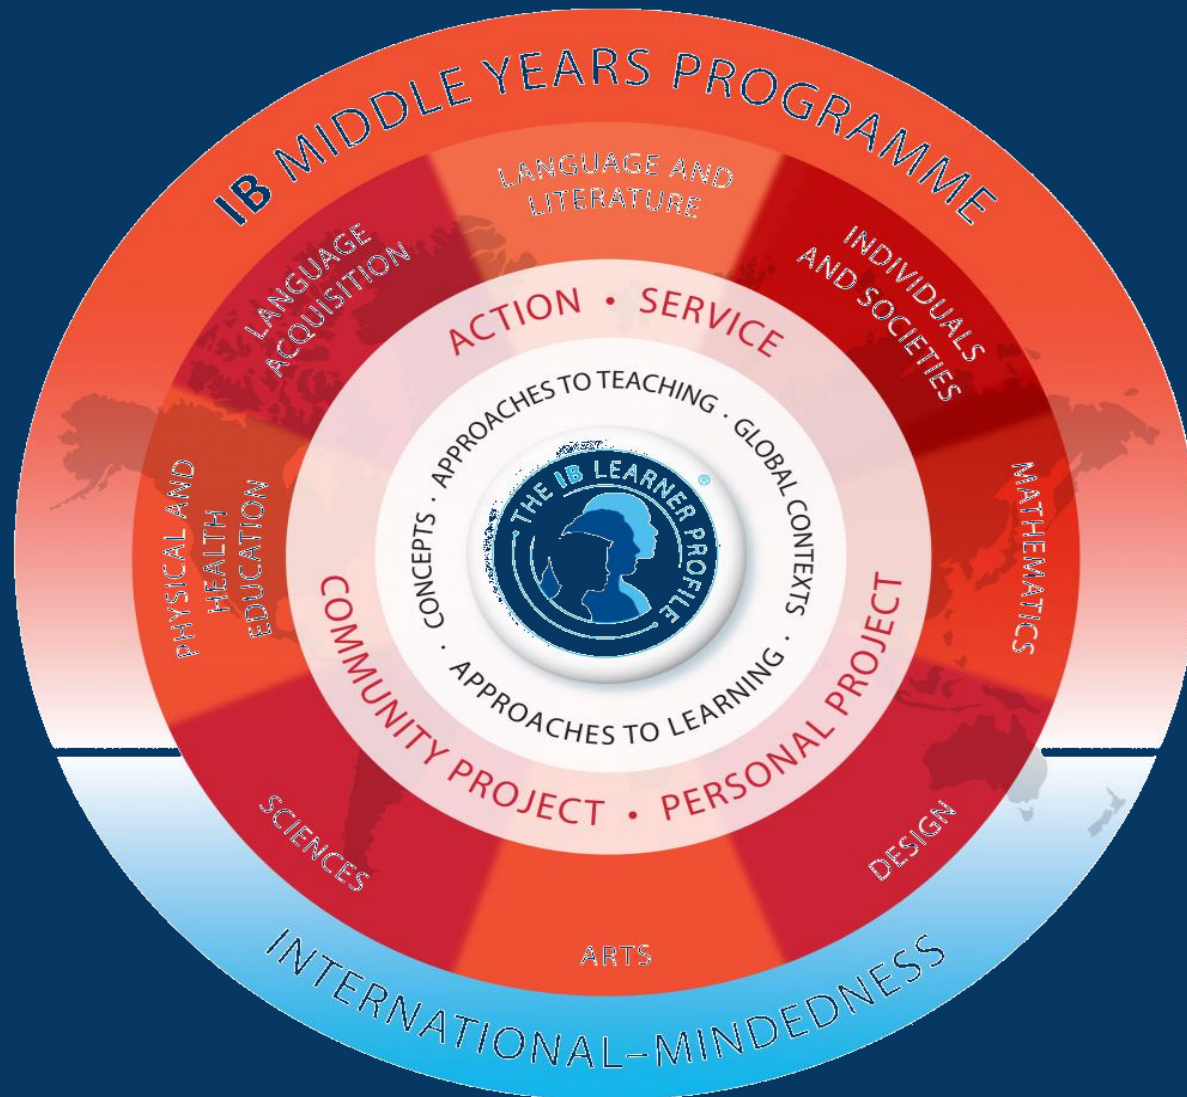 IB MIDDLE YEARS PROGRAMME
LANGUAGE AND
LITERATURE
INDIVIDUALS
AND SOCIETIES
MATHEMATICS
DESIGN
ARTS
SCIENCES
PHYSICAL AND
HEALTH
EDUCATION
LANGUAGE
ACQUISITION
ACTION • SERVICE
COMMUNITY PROJECT • PERSONAL PROJECT
APPROACHES TO TEACHING · GLOBAL CONTEXTS ·
· CONCEPTS ·
APPROACHES TO LEARNING
THE IB LEARNER PROFILE ®
INTERNATIONAL–MINDEDNESS